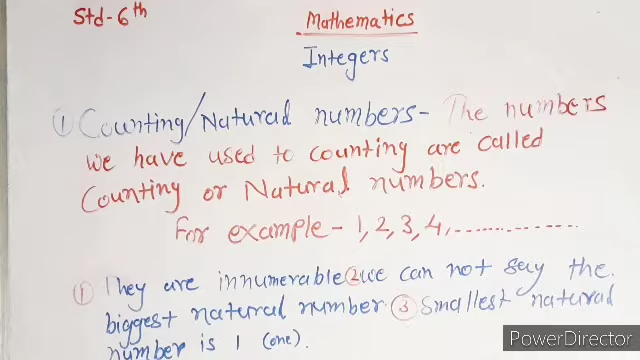 Std-6th
Mathematics
Integers
① Counting/Natural numbers- The numbers
we have used to counting are called
Counting or Natural numbers.
For example - 1, 2, 3, 4, ................
① They are innumerable ② we can not say the
biggest natural number. ③ Smallest natural
number is 1 (one).
PowerDirector